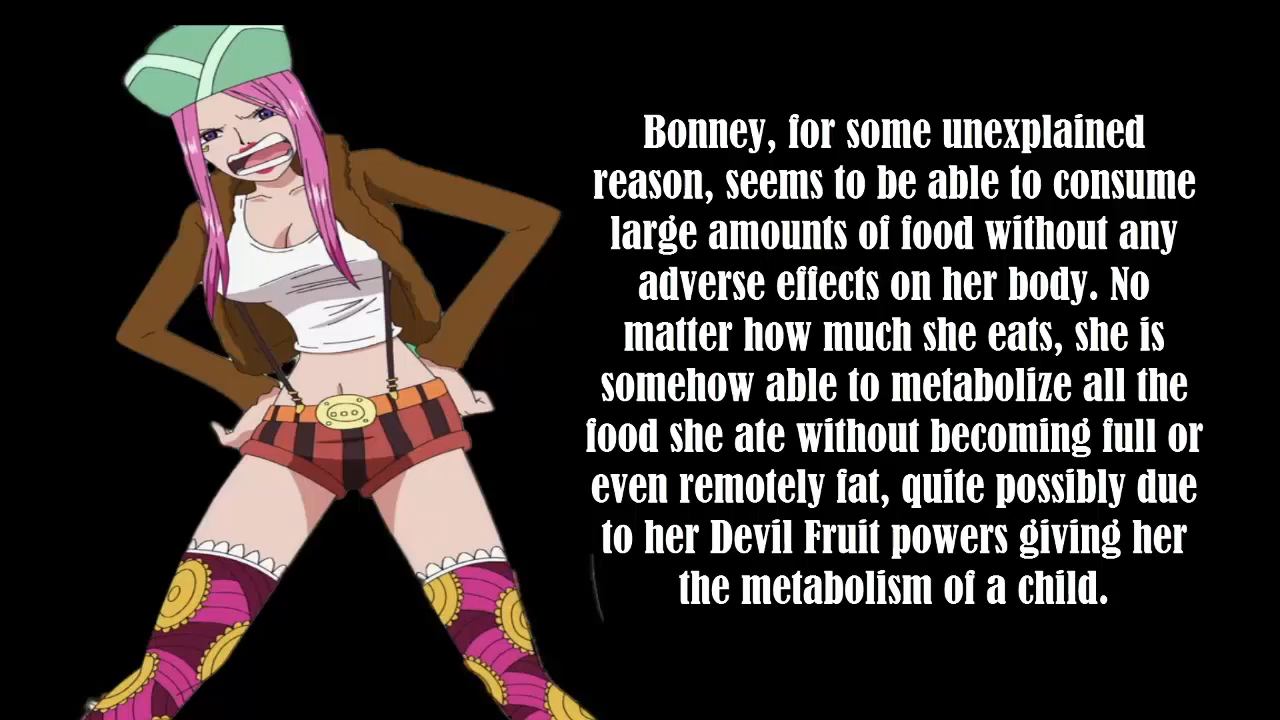 Bonney, for some unexplained
reason, seems to be able to consume
large amounts of food without any
adverse effects on her body. No
matter how much she eats, she is
somehow able to metabolize all the
food she ate without becoming full or
even remotely fat, quite possibly due
to her Devil Fruit powers giving her
the metabolism of a child.